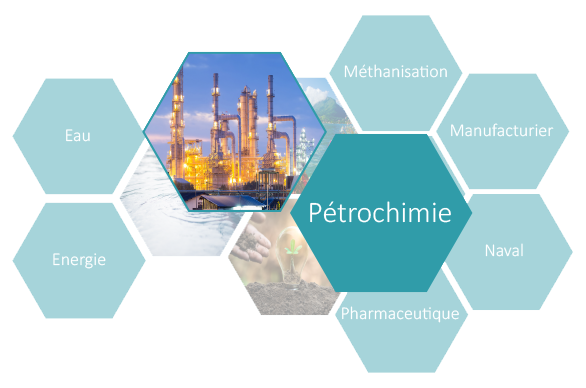 Méthanisation
Manufacturier
Eau
Pétrochimie
Naval
Energie
Pharmaceutique